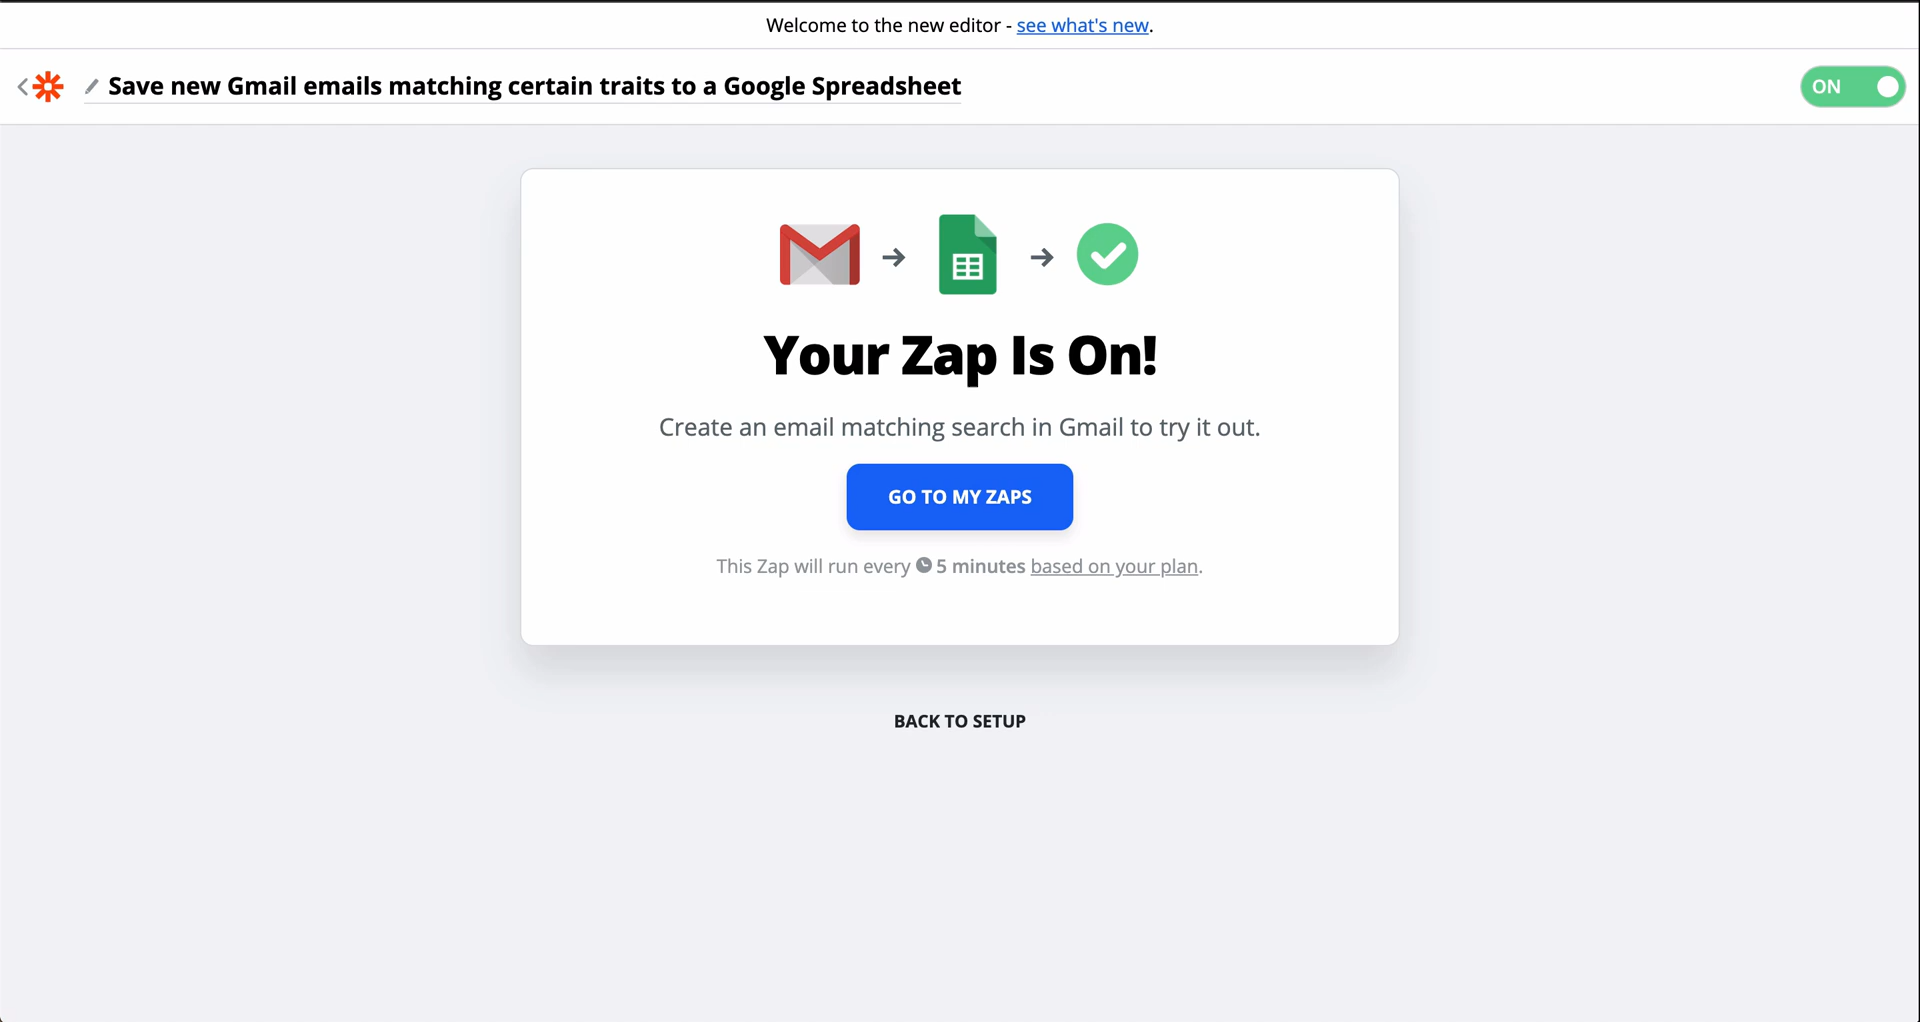 Welcome to the new editor - see what's new.
Save new Gmail emails matching certain traits to a Google Spreadsheet
ON
Your Zap Is On!
Create an email matching search in Gmail to try it out.
GO TO MY ZAPS
This Zap will run every 5 minutes based on your plan.
BACK TO SETUP